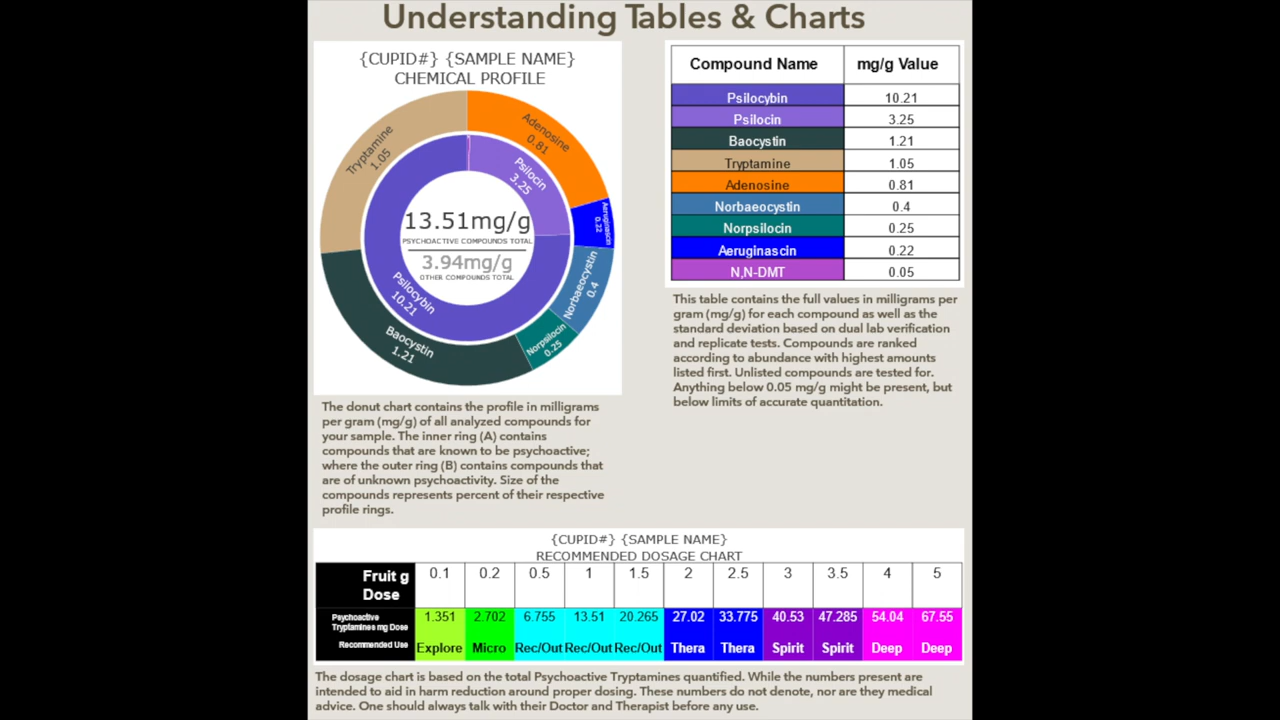 Understanding Tables & Charts
{CUPID#} {SAMPLE NAME}
CHEMICAL PROFILE
Tryptamine
1.05
Adenosine
0.81
Psilocin
3.25
Aeruginascin
0.22
13.51mg/g
PSYCHOACTIVE COMPOUNDS TOTAL
3.94mg/g
OTHER COMPOUNDS TOTAL
Norbaeocystin
0.4
Psilocybin
10.21
Norpsilocin
0.25
Baocystin
1.21
The donut chart contains the profile in milligrams
per gram (mg/g) of all analyzed compounds for
your sample. The inner ring (A) contains
compounds that are known to be psychoactive;
where the outer ring (B) contains compounds that
are of unknown psychoactivity. Size of the
compounds represents percent of their respective
profile rings.
Compound Name mg/g Value
Psilocybin 10.21
Psilocin 3.25
Baocystin 1.21
Tryptamine 1.05
Adenosine 0.81
Norbaeocystin 0.4
Norpsilocin 0.25
Aeruginascin 0.22
N,N-DMT 0.05
This table contains the full values in milligrams per
gram (mg/g) for each compound as well as the
standard deviation based on dual lab verification
and replicate tests. Compounds are ranked
according to abundance with highest amounts
listed first. Unlisted compounds are tested for.
Anything below 0.05 mg/g might be present, but
below limits of accurate quantitation.
{CUPID#} {SAMPLE NAME}
RECOMMENDED DOSAGE CHART
Fruit g 0.1 0.2 0.5 1 1.5 2 2.5 3 3.5 4 5
Dose
Psychoactive 1.351 2.702 6.755 13.51 20.265 27.02 33.775 40.53 47.285 54.04 67.55
Tryptamines mg Dose
Recommended Use Explore Micro Rec/Out Rec/Out Rec/Out Thera Thera Spirit Spirit Deep Deep
The dosage chart is based on the total Psychoactive Tryptamines quantified. While the numbers present are
intended to aid in harm reduction around proper dosing. These numbers do not denote, nor are they medical
advice. One should always talk with their Doctor and Therapist before any use.